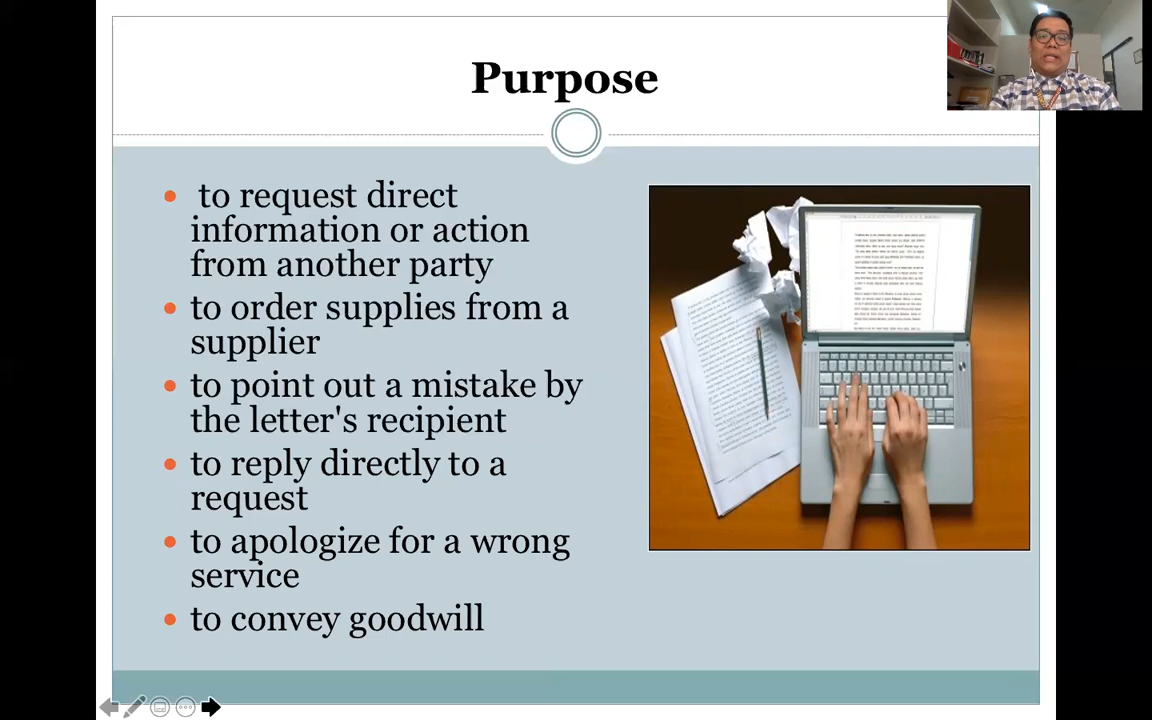 Purpose
to request direct
information or action
from another party
to order supplies from a
supplier
to point out a mistake by
the letter's recipient
to reply directly to a
request
to apologize for a wrong
service
to convey goodwill